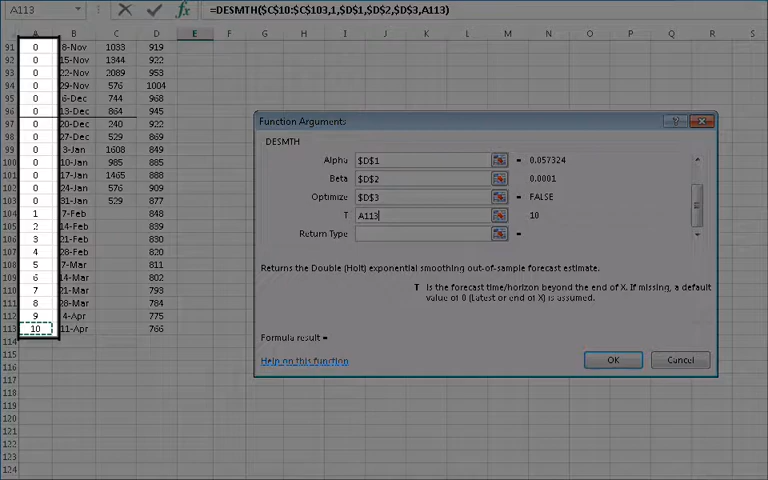 A113 =DESMTH($C$10:$C$103,1,$D$1,$D$2,$D$3,A113)
A B C D E F G H I J K L M N O P Q R S
91 0 8-Nov 1033 919
92 0 15-Nov 1344 922
93 0 22-Nov 2089 953
94 0 29-Nov 576 1004
95 0 6-Dec 744 968
96 0 13-Dec 864 945
97 0 20-Dec 240 922
98 0 27-Dec 529 869
99 0 3-Jan 1608 849
100 0 10-Jan 985 885
101 0 17-Jan 1465 888
102 0 24-Jan 576 909
103 0 31-Jan 529 877
104 1 7-Feb 848
105 2 14-Feb 839
106 3 21-Feb 830
107 4 28-Feb 820
108 5 7-Mar 811
109 6 14-Mar 802
110 7 21-Mar 793
111 8 28-Mar 784
112 9 4-Apr 775
113 10 11-Apr 766
114
115
116
117
118
119
120
121
122
123
124
Function Arguments
DESMTH
Alpha $D$1 = 0.057324
Beta $D$2 = 0.0001
Optimize $D$3 = FALSE
T A113 = 10
Return Type =
Returns the Double (Holt) exponential smoothing out-of-sample forecast estimate.
T is the forecast time/horizon beyond the end of X. If missing, a default
value of 0 (Latest or end of X) is assumed.
Formula result =
Help on this function OK Cancel